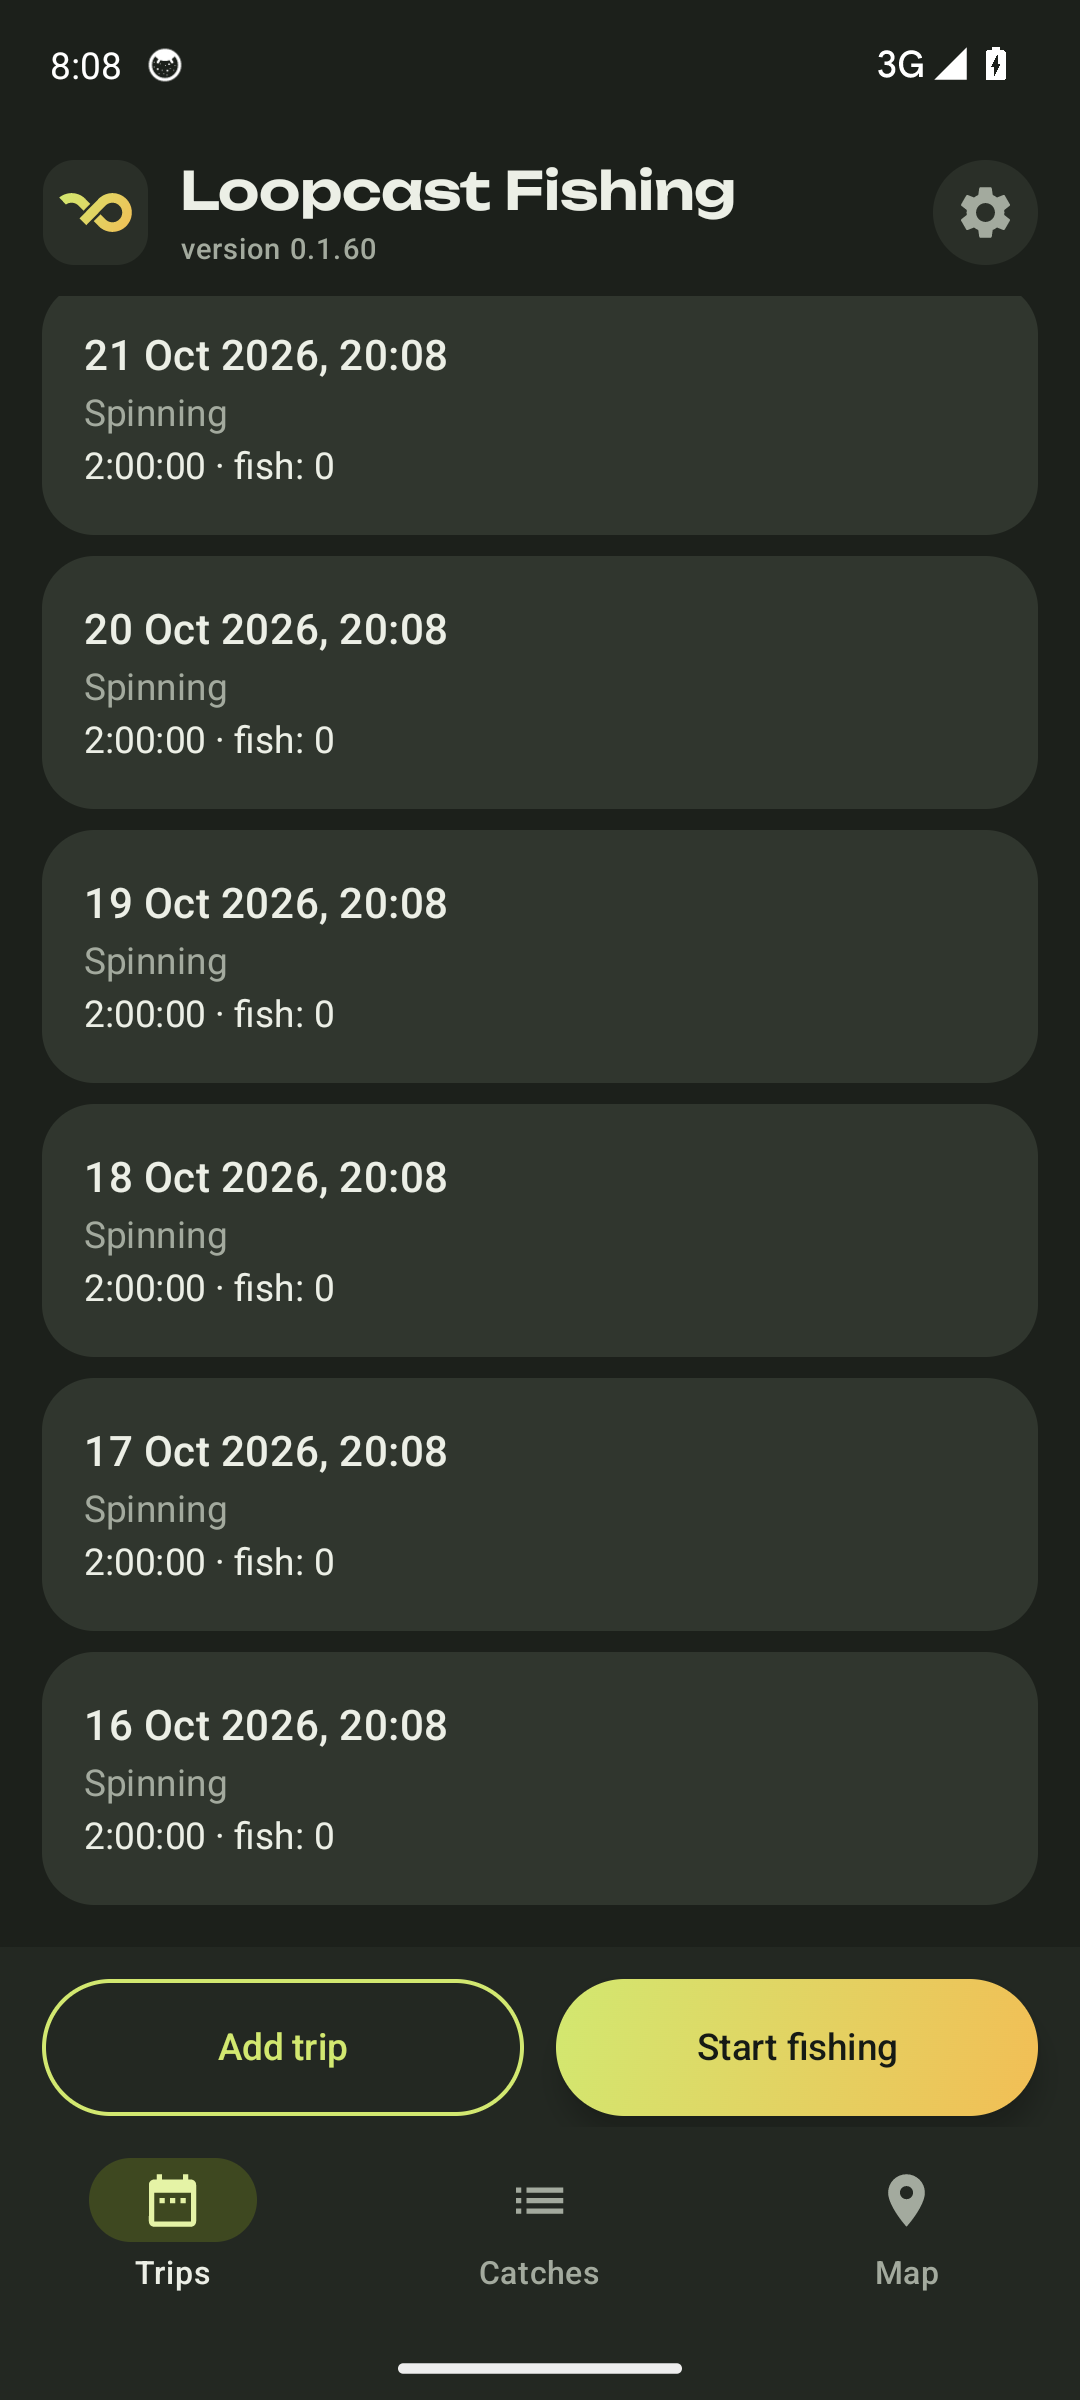 8:08
3G
Loopcast Fishing
version 0.1.60
21 Oct 2026, 20:08
Spinning
2:00:00 · fish: 0
20 Oct 2026, 20:08
Spinning
2:00:00 · fish: 0
19 Oct 2026, 20:08
Spinning
2:00:00 · fish: 0
18 Oct 2026, 20:08
Spinning
2:00:00 · fish: 0
17 Oct 2026, 20:08
Spinning
2:00:00 · fish: 0
16 Oct 2026, 20:08
Spinning
2:00:00 · fish: 0
Add trip
Start fishing
Trips
Catches
Map